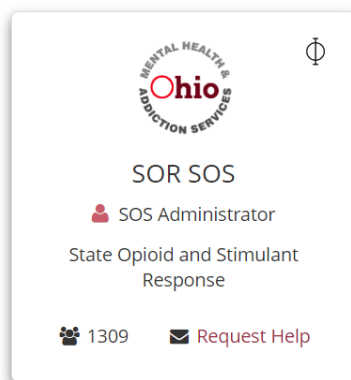 MENTAL HEALTH &
Ohio
ADDICTION SERVICES
SOR SOS
SOS Administrator
State Opioid and Stimulant
Response
1309 Request Help